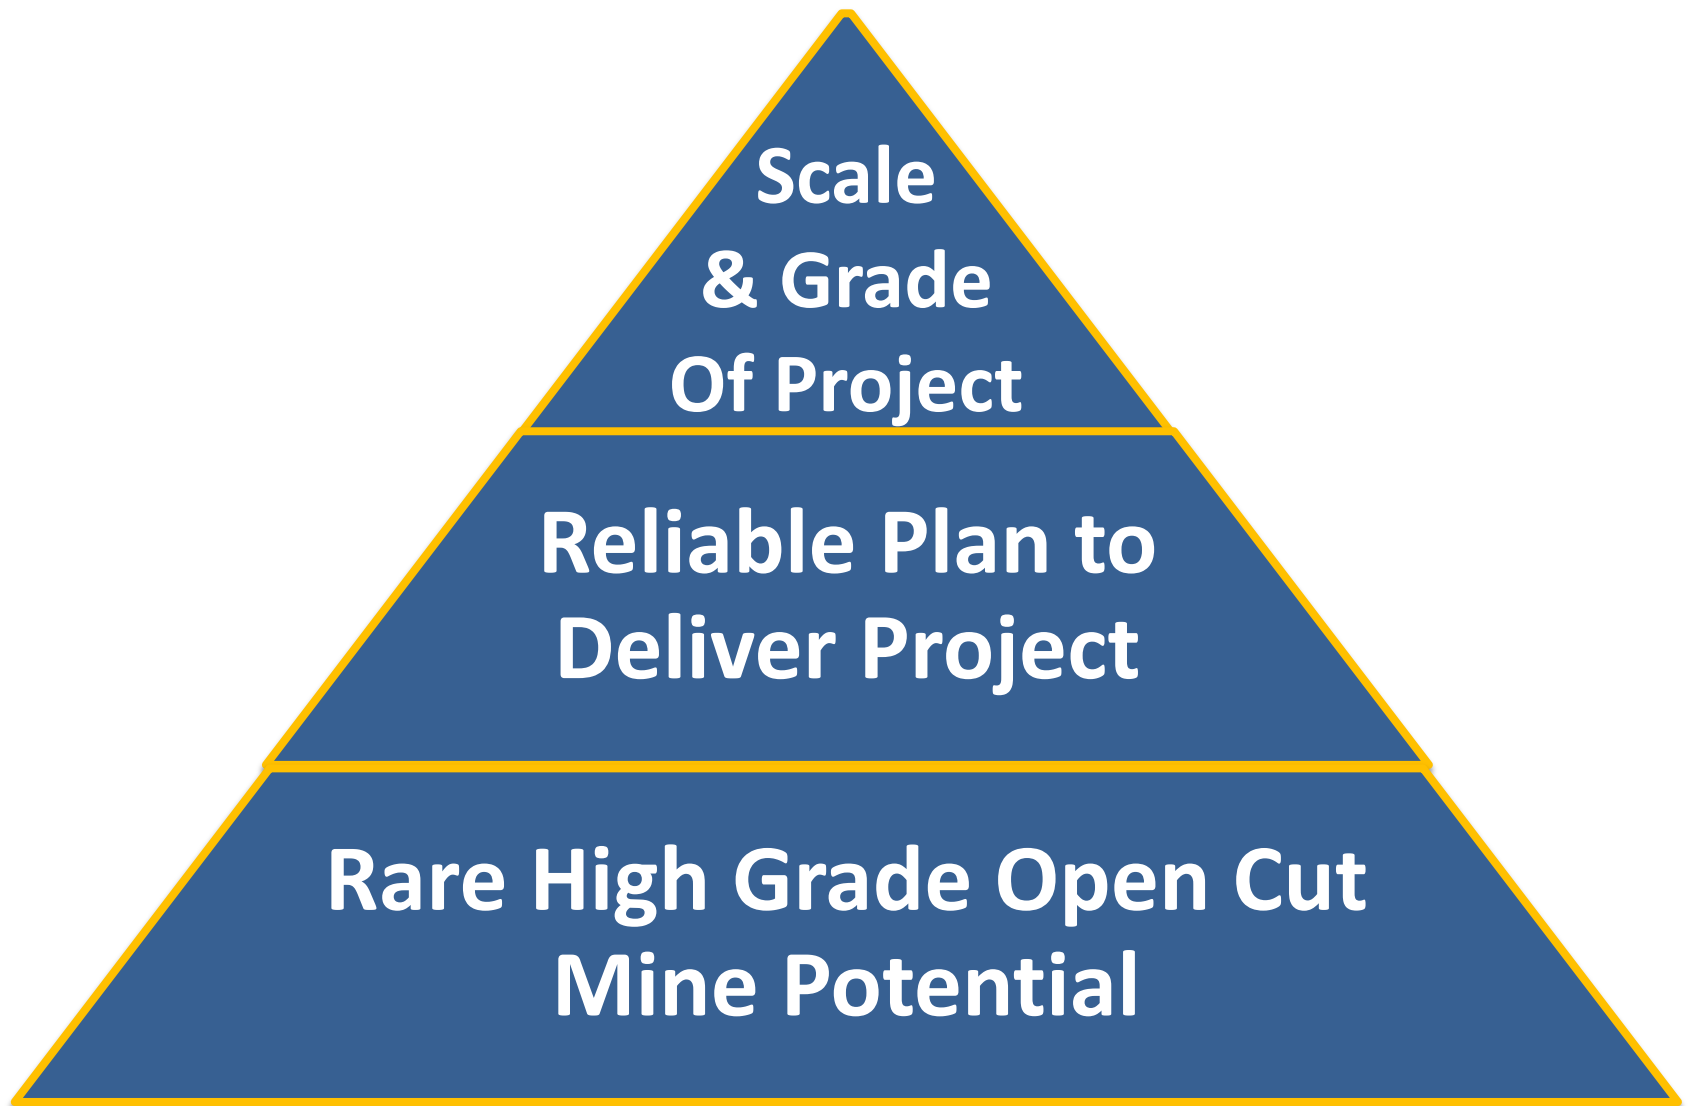 Scale
& Grade
Of Project
Reliable Plan to
Deliver Project
Rare High Grade Open Cut
Mine Potential